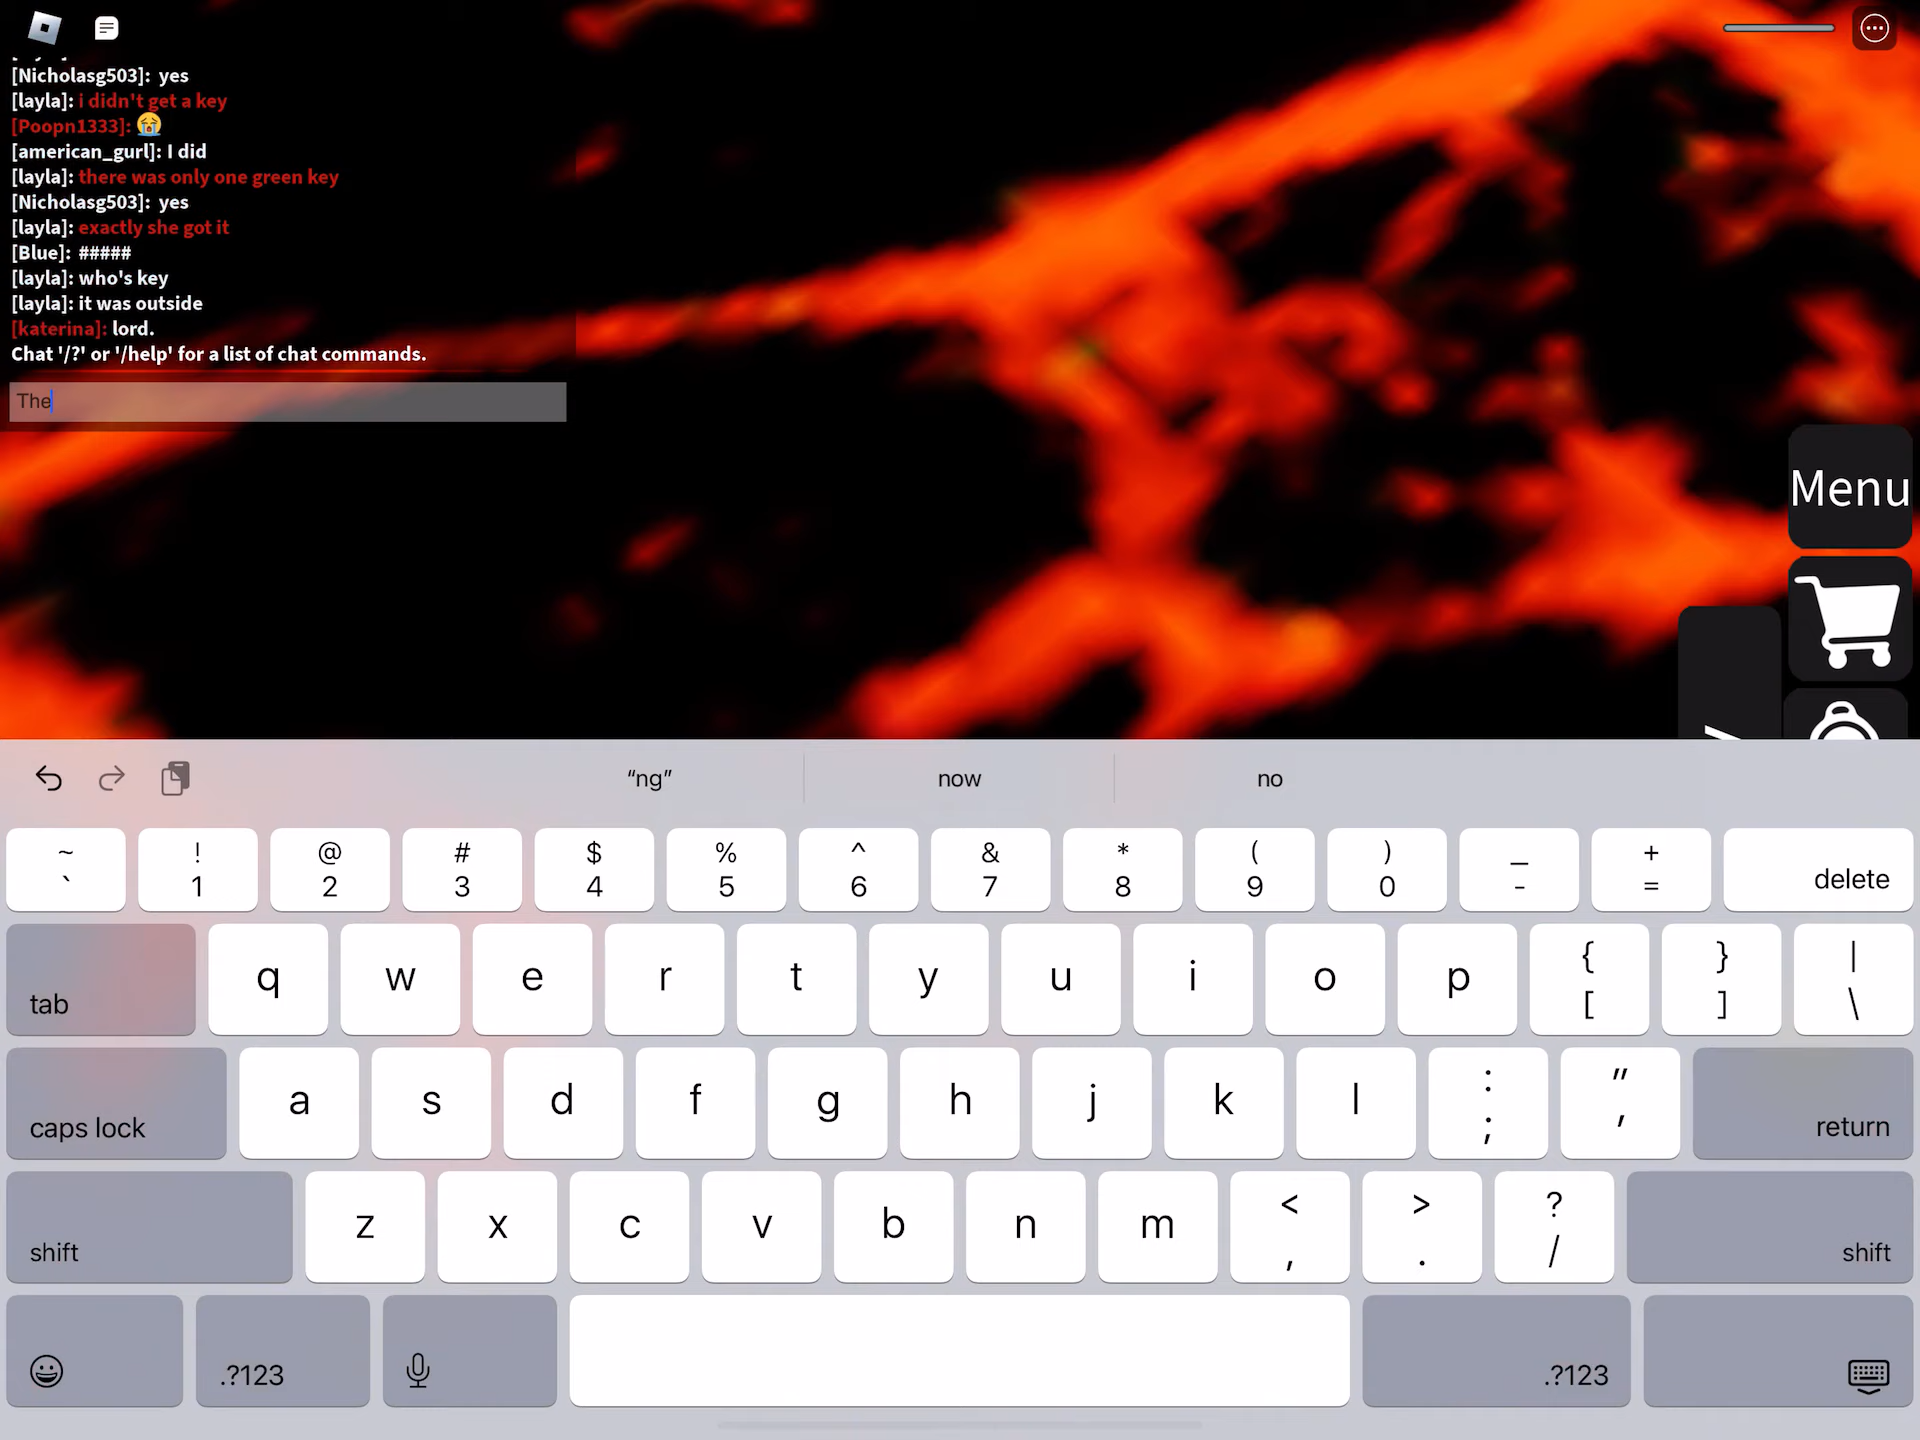 [Nicholasg503]: yes
[layla]: i didn't get a key
[Poopn1333]: 😭
[american_gurl]: I did
[layla]: there was only one green key
[Nicholasg503]: yes
[layla]: exactly she got it
[Blue]: #####
[layla]: who's key
[layla]: it was outside
[katerina]: lord.
Chat '/?' or '/help' for a list of chat commands.
The
Menu
“ng” now no
~ ! @ # $ % ^ & * ( ) _ +
` 1 2 3 4 5 6 7 8 9 0 - = delete
tab q w e r t y u i o p { [ } ] | \
caps lock a s d f g h j k l : ; " ' return
shift z x c v b n m < , > . ? / shift
.?123 .?123